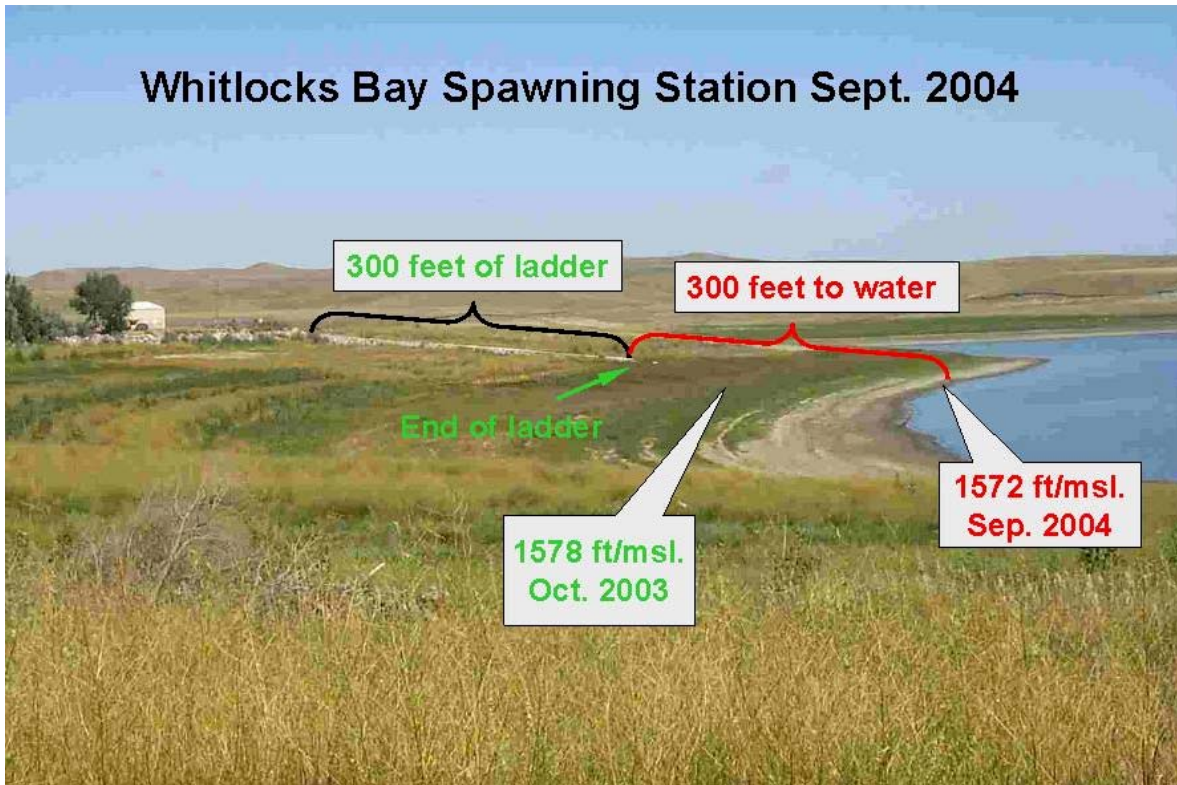 Whitlocks Bay Spawning Station Sept. 2004
300 feet of ladder
300 feet to water
End of ladder
1572 ft/msl.
Sep. 2004
1578 ft/msl.
Oct. 2003